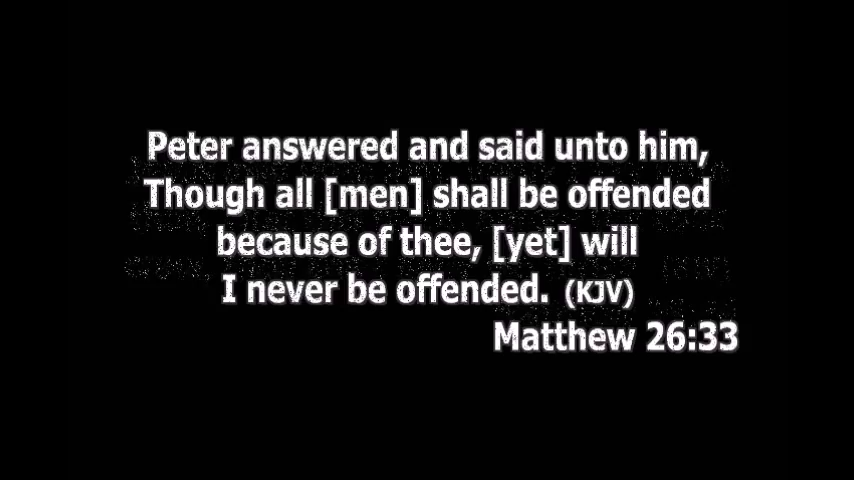 Peter answered and said unto him,
Though all [men] shall be offended
because of thee, [yet] will
I never be offended. (KJV)
Matthew 26:33